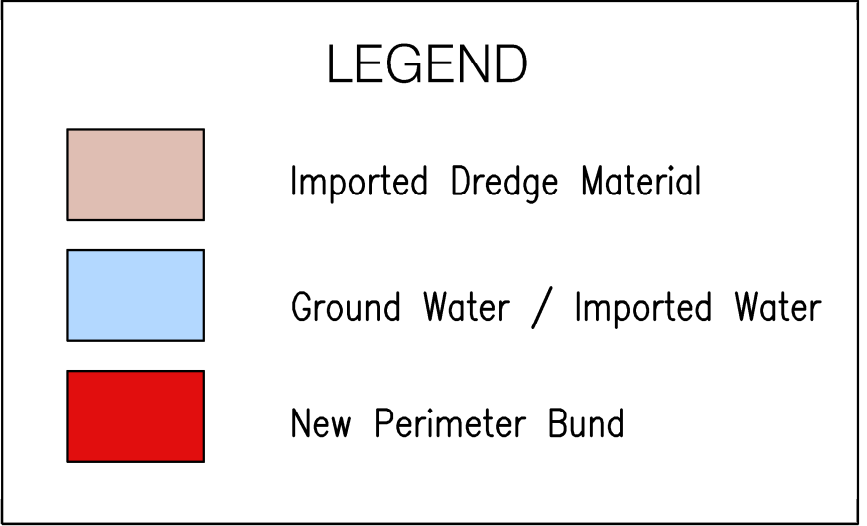 LEGEND
Imported Dredge Material
Ground Water / Imported Water
New Perimeter Bund